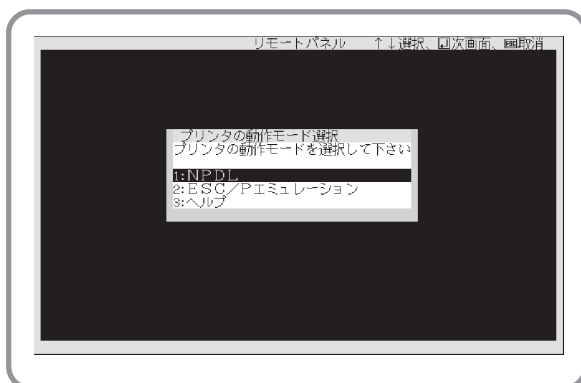 リモートパネル ↑↓選択、↲次画面、ESC取消
プリンタの動作モード選択
プリンタの動作モードを選択して下さい
1:NPDL
2:ESC/Pエミュレーション
3:ヘルプ